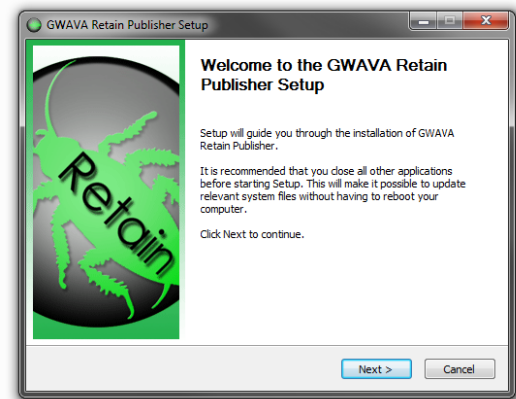 GWAVA Retain Publisher Setup
Welcome to the GWAVA Retain
Publisher Setup
Setup will guide you through the installation of GWAVA
Retain Publisher.
It is recommended that you close all other applications
before starting Setup. This will make it possible to update
relevant system files without having to reboot your
computer.
Click Next to continue.
Retain
Next >
Cancel